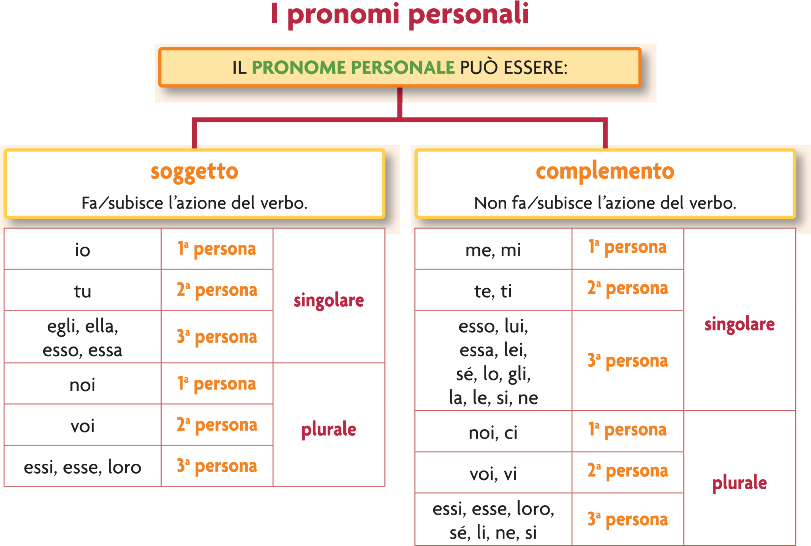 I pronomi personali
IL PRONOME PERSONALE PUÒ ESSERE:
soggetto
Fa/subisce l'azione del verbo.
io
1ª persona
tu
2ª persona
egli, ella,
esso, essa
3ª persona
singolare
noi
1ª persona
voi
2ª persona
essi, esse, loro
3ª persona
plurale
complemento
Non fa/subisce l'azione del verbo.
me, mi
1ª persona
te, ti
2ª persona
esso, lui,
essa, lei,
sé, lo, gli,
la, le, si, ne
3ª persona
singolare
noi, ci
1ª persona
voi, vi
2ª persona
essi, esse, loro,
sé, li, ne, si
3ª persona
plurale